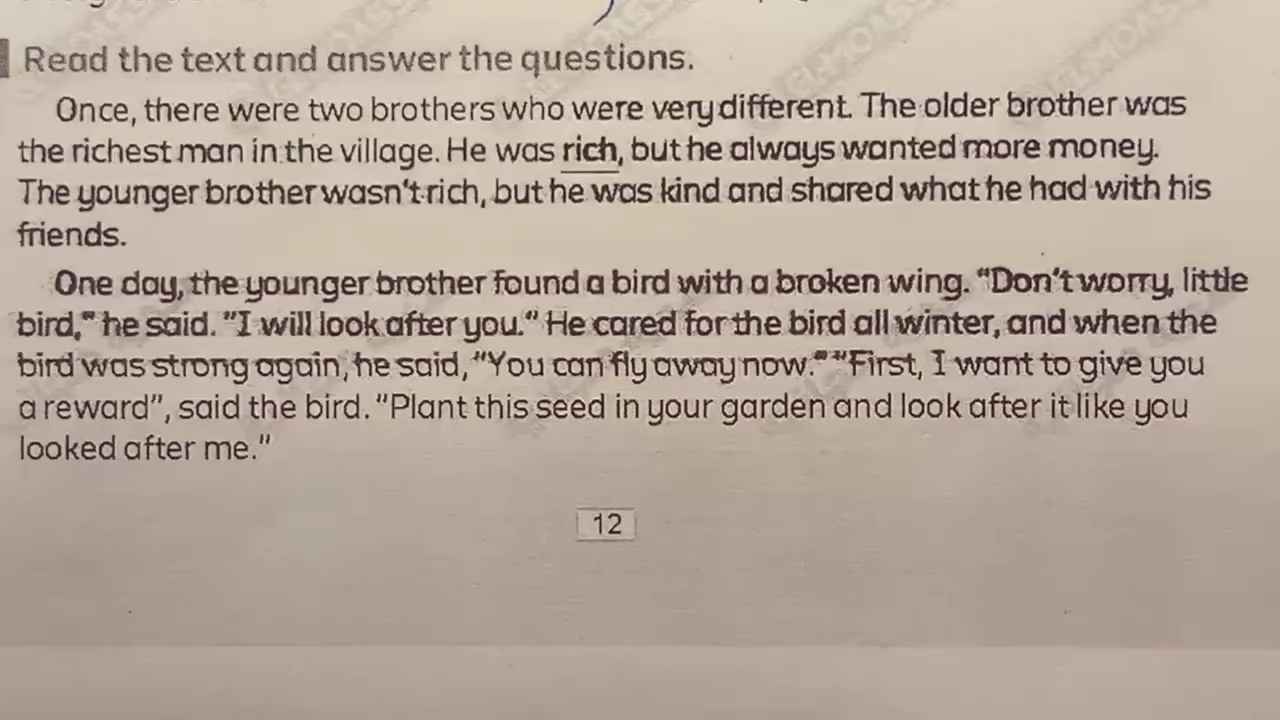 Read the text and answer the questions.
Once, there were two brothers who were very different. The older brother was
the richest man in the village. He was rich, but he always wanted more money.
The younger brother wasn't rich, but he was kind and shared what he had with his
friends.
One day, the younger brother found a bird with a broken wing. "Don't worry, little
bird," he said. "I will look after you." He cared for the bird all winter, and when the
bird was strong again, he said, "You can fly away now." "First, I want to give you
a reward", said the bird. "Plant this seed in your garden and look after it like you
looked after me."
12